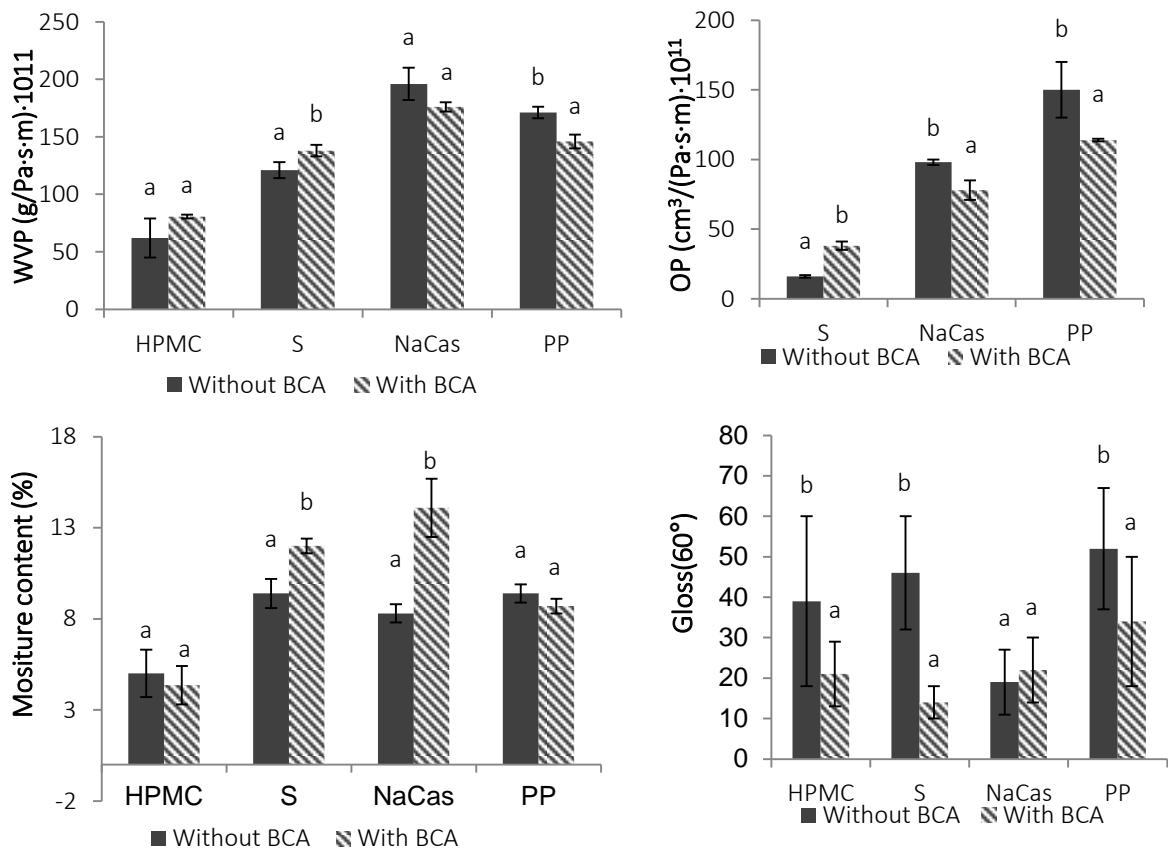 WVP (g/Pa·s·m)·1011
250
200
150
100
50
0
a a
a b
a a
b a
HPMC S NaCas PP
Without BCA With BCA
OP (cm³/(Pa·s·m)·10¹¹
200
150
100
50
0
a b
b a
b a
S NaCas PP
Without BCA With BCA
Mositure content (%)
18
13
8
3
-2
a a
a b
a b
a a
HPMC S NaCas PP
Without BCA With BCA
Gloss(60°)
80
70
60
50
40
30
20
10
0
b a
b a
a a
b a
HPMC S NaCas PP
Without BCA With BCA